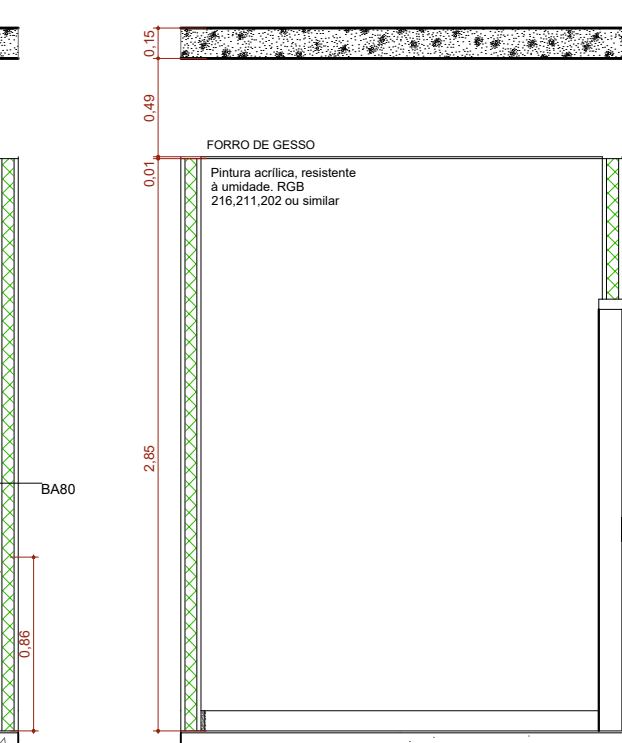 0,15
0,49
FORRO DE GESSO
0,01
Pintura acrílica, resistente
à umidade. RGB
216,211,202 ou similar
2,85
BA80
0,86